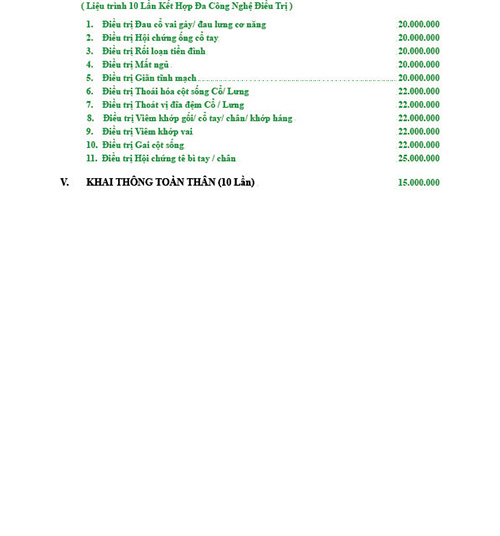 ( Liệu trình 10 Lần Kết Hợp Đa Công Nghệ Điều Trị )
1. Điều trị Đau cổ vai gáy/ đau lưng cơ năng 20.000.000
2. Điều trị Hội chứng ống cổ tay 20.000.000
3. Điều trị Rối loạn tiền đình 20.000.000
4. Điều trị Mất ngủ 20.000.000
5. Điều trị Giãn tĩnh mạch 20.000.000
6. Điều trị Thoái hóa cột sống Cổ/ Lưng 22.000.000
7. Điều trị Thoát vị đĩa đệm Cổ / Lưng 22.000.000
8. Điều trị Viêm khớp gối/ cổ tay/ chân/ khớp háng 22.000.000
9. Điều trị Viêm khớp vai 22.000.000
10. Điều trị Gai cột sống 22.000.000
11. Điều trị Hội chứng tê bì tay / chân 25.000.000
V. KHAI THÔNG TOÀN THÂN (10 Lần) 15.000.000